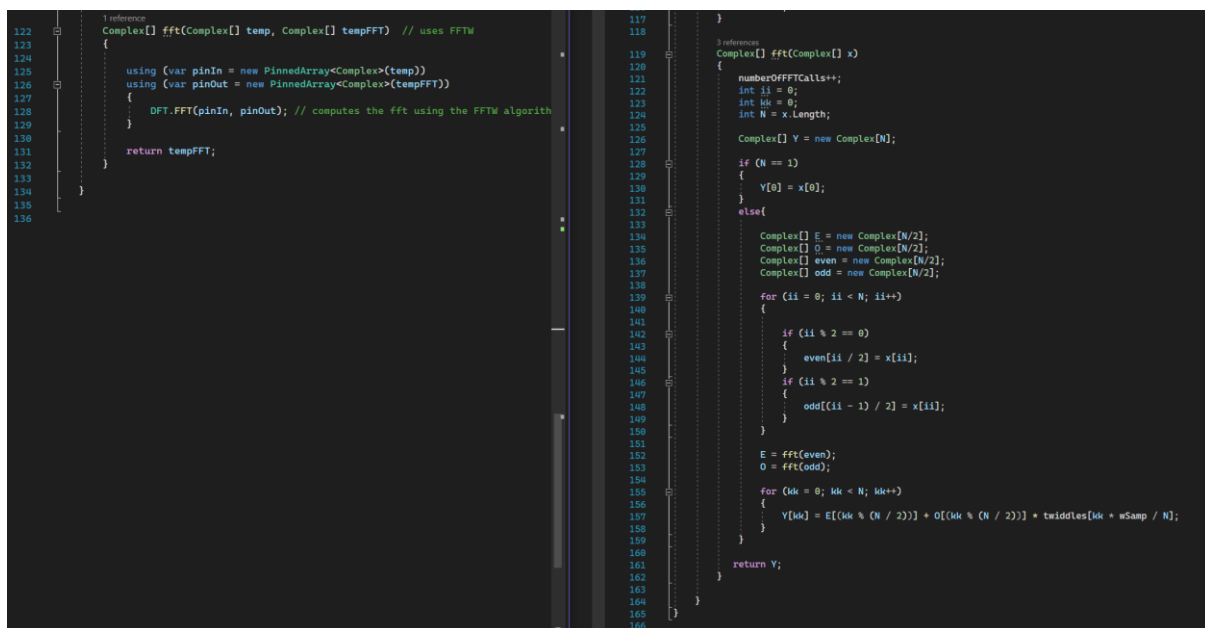 1 reference
122 Complex[] fft(Complex[] temp, Complex[] tempFFT) // uses FFTW
123 {
124
125 using (var pinIn = new PinnedArray<Complex>(temp))
126 using (var pinOut = new PinnedArray<Complex>(tempFFT))
127 {
128 DFT.FFT(pinIn, pinOut); // computes the fft using the FFTW algorith
129 }
130
131 return tempFFT;
132 }
133
134 }
135
136
117 }
118
3 references
119 Complex[] fft(Complex[] x)
120 {
121 numberOfFFTCalls++;
122 int ii = 0;
123 int kk = 0;
124 int N = x.Length;
125
126 Complex[] Y = new Complex[N];
127
128 if (N == 1)
129 {
130 Y[0] = x[0];
131 }
132 else{
133
134 Complex[] E = new Complex[N/2];
135 Complex[] O = new Complex[N/2];
136 Complex[] even = new Complex[N/2];
137 Complex[] odd = new Complex[N/2];
138
139 for (ii = 0; ii < N; ii++)
140 {
141
142 if (ii % 2 == 0)
143 {
144 even[ii / 2] = x[ii];
145 }
146 if (ii % 2 == 1)
147 {
148 odd[(ii - 1) / 2] = x[ii];
149 }
150 }
151
152 E = fft(even);
153 O = fft(odd);
154
155 for (kk = 0; kk < N; kk++)
156 {
157 Y[kk] = E[(kk % (N / 2))] + O[(kk % (N / 2))] * twiddles[kk * wSamp / N];
158 }
159 }
160
161 return Y;
162 }
163
164 }
165 }
166